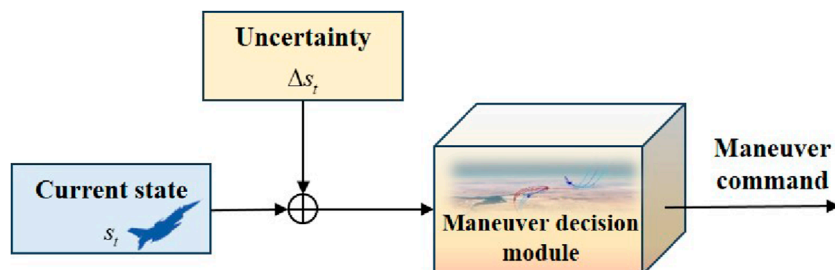 Uncertainty
Δs_t
Current state
s_t
Maneuver decision
module
Maneuver
command